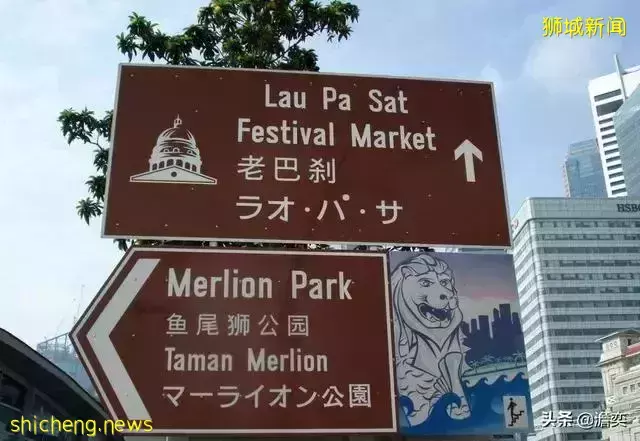 狮城新闻
Lau Pa Sat
Festival Market
老巴刹
ラオ・パ・サ
HSBC
Merlion Park
鱼尾狮公园
Taman Merlion
マーライオン公園
shicheng.news
头条@澹奕